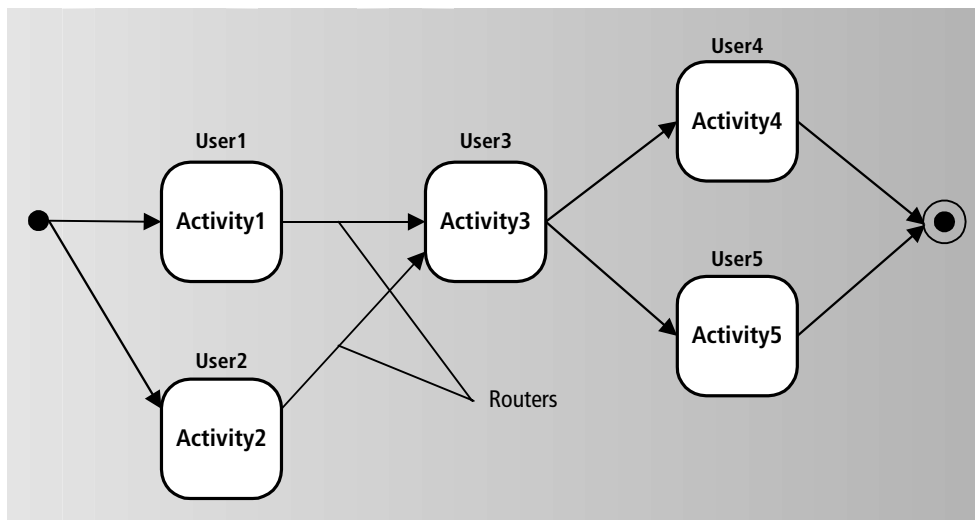 User1
Activity1
User2
Activity2
User3
Activity3
User4
Activity4
User5
Activity5
Routers